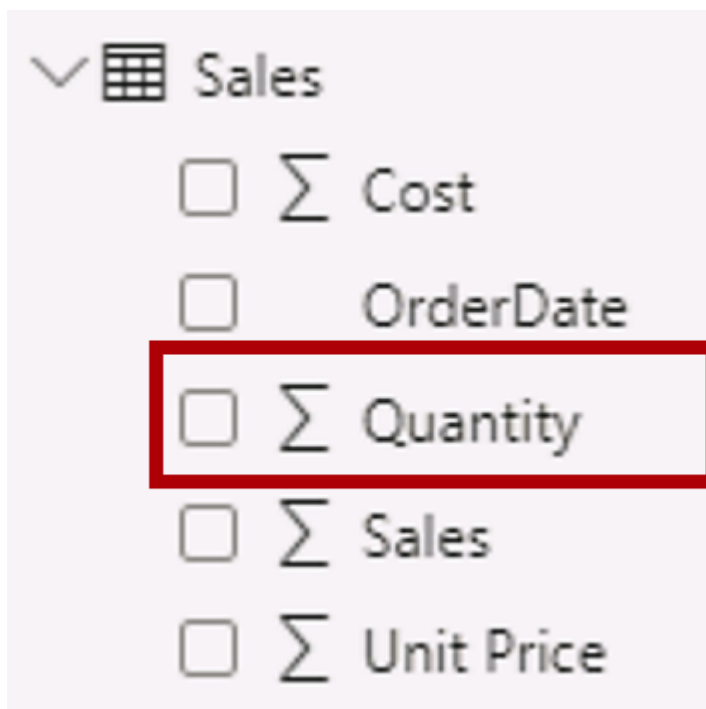 Sales
Σ Cost
OrderDate
Σ Quantity
Σ Sales
Σ Unit Price